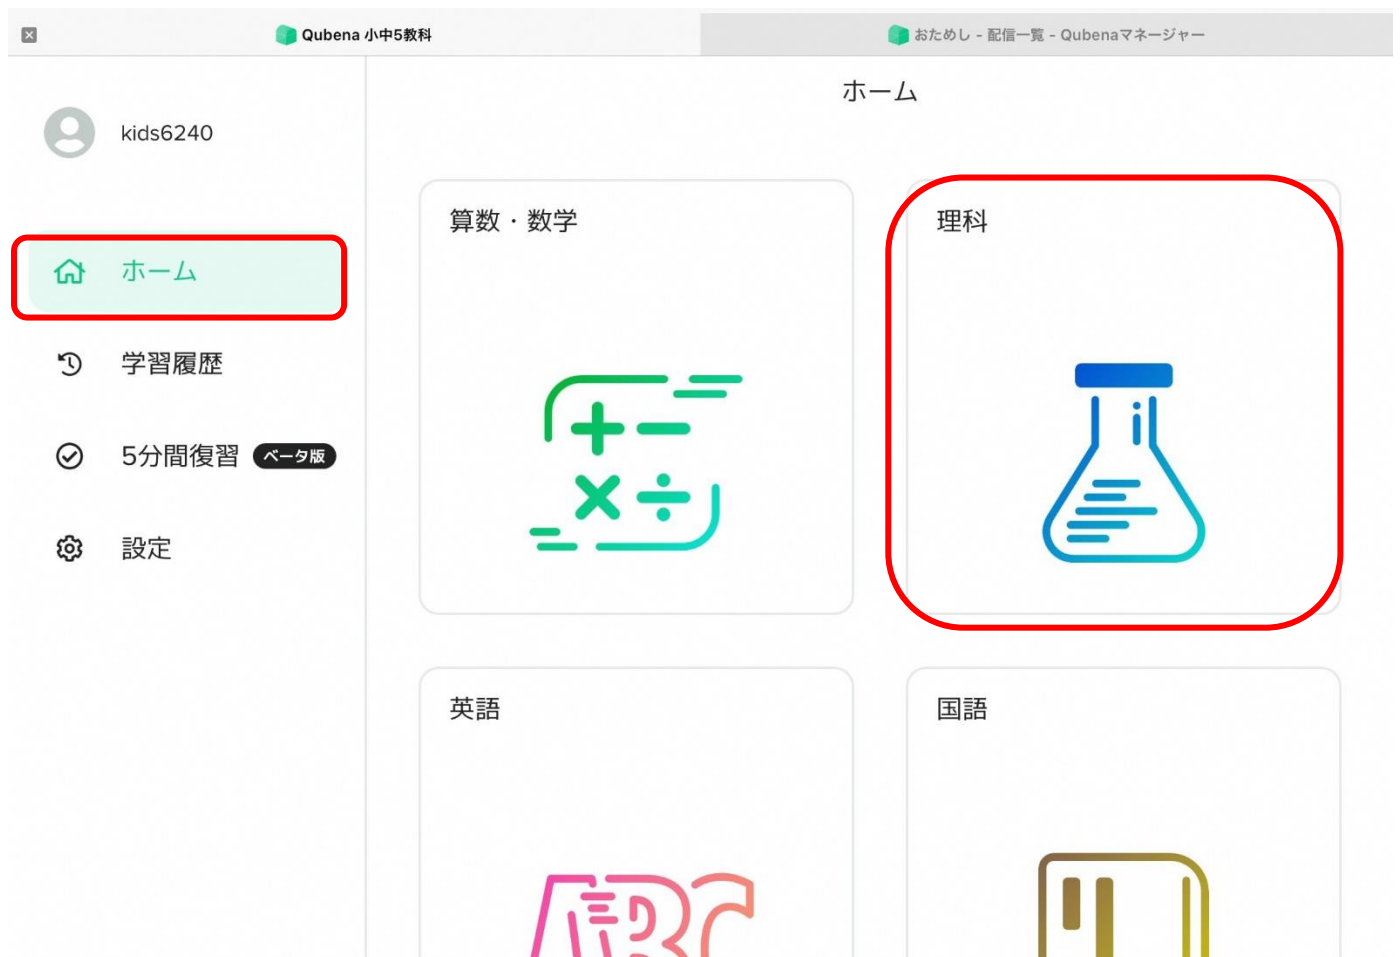 Qubena 小中5教科
おためし - 配信一覧 - Qubenaマネージャー
kids6240
ホーム
学習履歴
5分間復習 ベータ版
設定
ホーム
算数・数学
理科
英語
国語
ABC